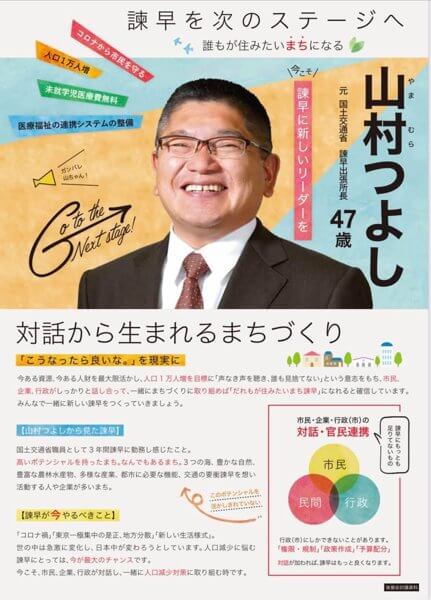 諫早を次のステージへ
誰もが住みたいまちになる
コロナから市民を守る
人口1万人増
未就学児医療費無料
医療福祉の連携システムの整備
ガンバレ
山ちゃん！
Go to the
Next stage!
今こそ
諫早に新しいリーダーを
元 国土交通省 諫早出張所長
47歳
やま むら
山村つよし
対話から生まれるまちづくり
「こうなったら良いな。」を現実に
今ある資源、今ある人財を最大限活かし、人口１万人増を目標に「声なき声を聴き、誰も見捨てない」という意志をもち、市民、
企業、行政がしっかりと話し合って、一緒にまちづくりに取り組めば「だれもが住みたいまち諫早」になれると確信しています。
みんなで一緒に新しい諫早をつくっていきましょう。
【山村つよしから見た諫早】
国土交通省職員として３年間諫早に勤務し感じたこと。
高いポテンシャルを持ったまち。なんでもあるまち。３つの海、豊かな自然、
豊富な農林水産物、多様な産業、都市に必要な機能、交通の要衝諫早を想い
活動する人や企業が多いまち。
このポテンシャルを
活かしきれていない
【諫早が今やるべきこと】
「コロナ禍」「東京一極集中の是正、地方分散」「新しい生活様式」。
世の中は急激に変化し、日本中が変わろうとしています。人口減少に悩む
諫早にとっては、今が最大のチャンスです。
今こそ、市民、企業、行政が対話し、一緒に人口減少対策に取り組む時です。
市民・企業・行政（市）の
対話・官民連携
諫早にもっとも
足りてないもの
市民
民間
行政
行政（市）にしかできないことがあります。
「権限・規制」「政策作成」「予算配分」
対話が加われば、諫早はもっと良くなります。
後援会討議資料